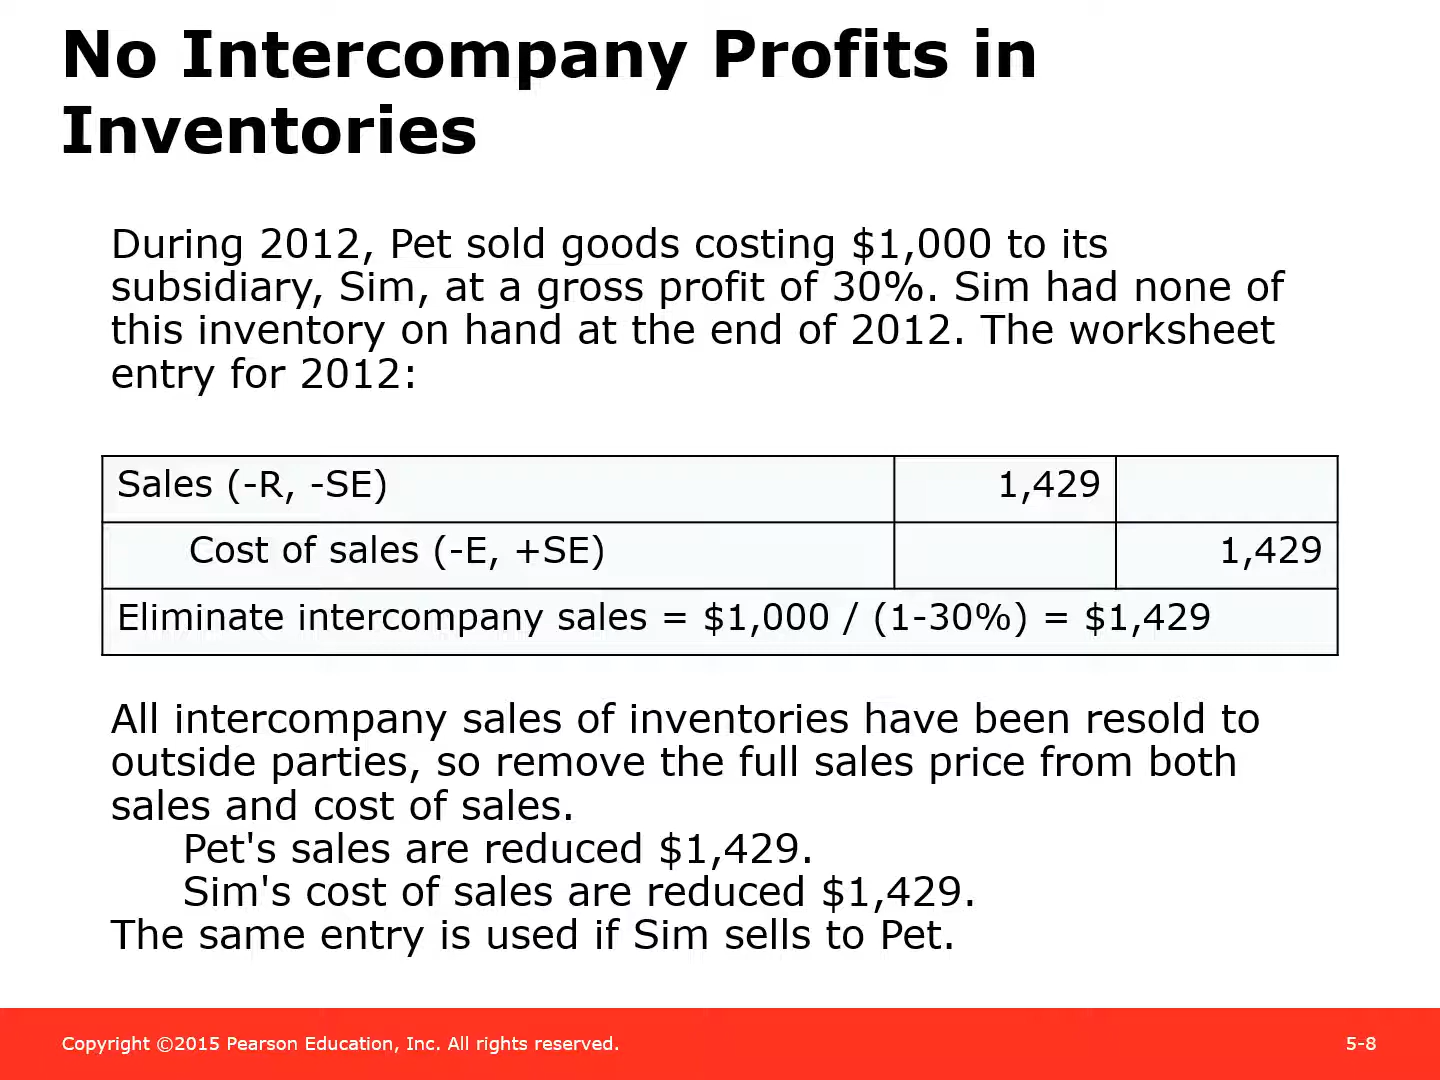 No Intercompany Profits in
Inventories
During 2012, Pet sold goods costing $1,000 to its
subsidiary, Sim, at a gross profit of 30%. Sim had none of
this inventory on hand at the end of 2012. The worksheet
entry for 2012:
Sales (-R, -SE) 1,429
Cost of sales (-E, +SE) 1,429
Eliminate intercompany sales = $1,000 / (1-30%) = $1,429
All intercompany sales of inventories have been resold to
outside parties, so remove the full sales price from both
sales and cost of sales.
Pet's sales are reduced $1,429.
Sim's cost of sales are reduced $1,429.
The same entry is used if Sim sells to Pet.
Copyright ©2015 Pearson Education, Inc. All rights reserved. 5-8